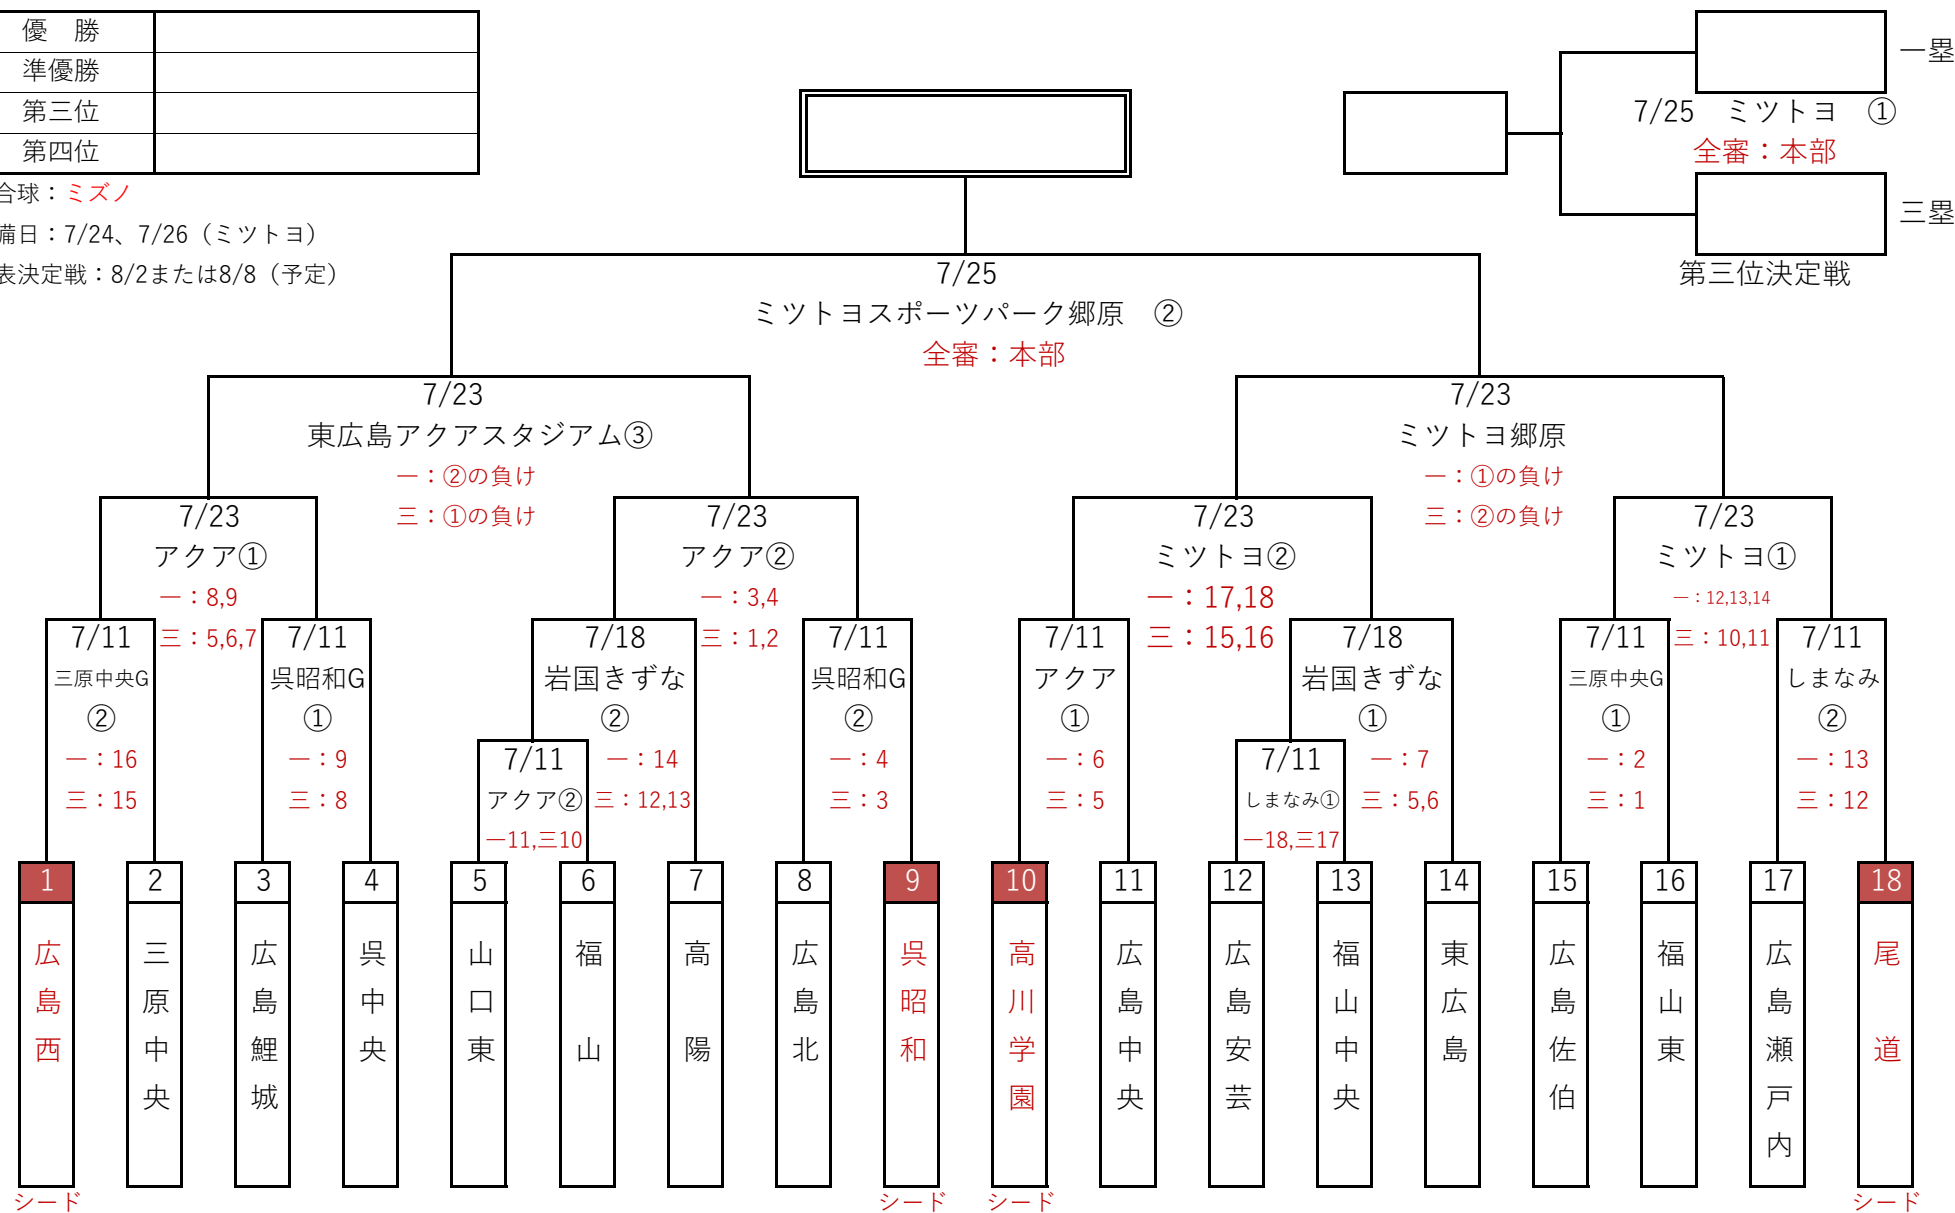 優　勝
準優勝
第三位
第四位
合球：ミズノ
備日：7/24、7/26（ミツトヨ）
表決定戦：8/2または8/8（予定）
一塁
7/25　ミツトヨ　①
全審：本部
三塁
第三位決定戦
7/25
ミツトヨスポーツパーク郷原　②
全審：本部
7/23
東広島アクアスタジアム③
一：②の負け
三：①の負け
7/23
ミツトヨ郷原
一：①の負け
三：②の負け
7/23
アクア①
一：8,9
三：5,6,7
7/23
アクア②
一：3,4
三：1,2
7/23
ミツトヨ②
一：17,18
三：15,16
7/23
ミツトヨ①
一：12,13,14
三：10,11
7/11
三原中央G
②
一：16
三：15
7/11
呉昭和G
①
一：9
三：8
7/18
岩国きずな
②
一：14
三：12,13
7/11
アクア②
一11,三10
7/11
呉昭和G
②
一：4
三：3
7/11
アクア
①
一：6
三：5
7/18
岩国きずな
①
一：7
三：5,6
7/11
しまなみ①
一18,三17
7/11
三原中央G
①
一：2
三：1
7/11
しまなみ
②
一：13
三：12
1 2 3 4 5 6 7 8 9 10 11 12 13 14 15 16 17 18
広島西
三原中央
広島鯉城
呉中央
山口東
福山
高陽
広島北
呉昭和
高川学園
広島中央
広島安芸
福山中央
東広島
広島佐伯
福山東
広島瀬戸内
尾道
シード
シード
シード
シード